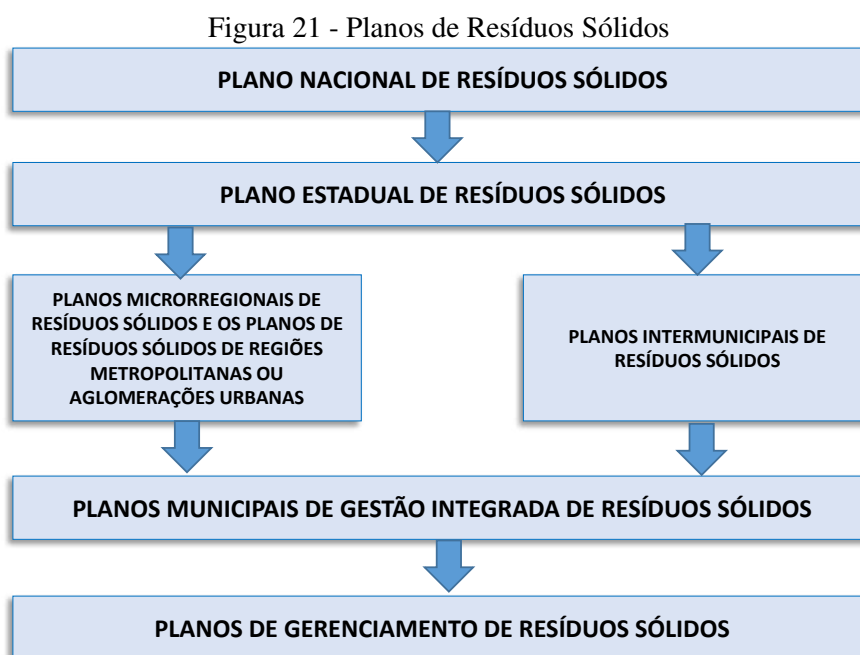 Figura 21 - Planos de Resíduos Sólidos
PLANO NACIONAL DE RESÍDUOS SÓLIDOS
PLANO ESTADUAL DE RESÍDUOS SÓLIDOS
PLANOS MICRORREGIONAIS DE
RESÍDUOS SÓLIDOS E OS PLANOS DE
RESÍDUOS SÓLIDOS DE REGIÕES
METROPOLITANAS OU
AGLOMERAÇÕES URBANAS
PLANOS INTERMUNICIPAIS DE
RESÍDUOS SÓLIDOS
PLANOS MUNICIPAIS DE GESTÃO INTEGRADA DE RESÍDUOS SÓLIDOS
PLANOS DE GERENCIAMENTO DE RESÍDUOS SÓLIDOS